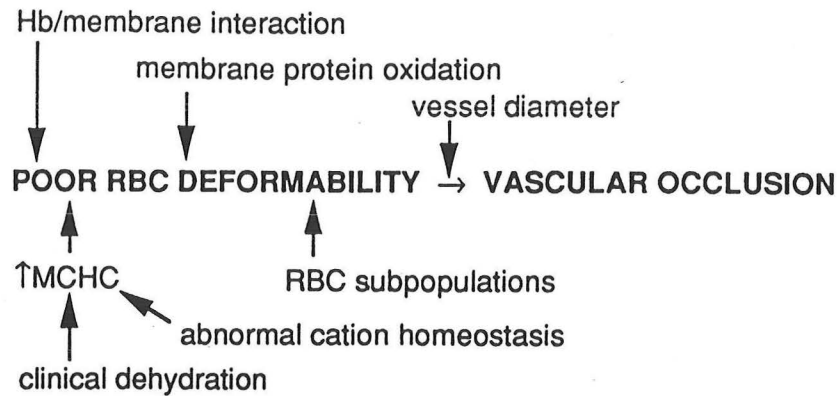 Hb/membrane interaction
membrane protein oxidation
vessel diameter
POOR RBC DEFORMABILITY → VASCULAR OCCLUSION
↑MCHC
RBC subpopulations
abnormal cation homeostasis
clinical dehydration